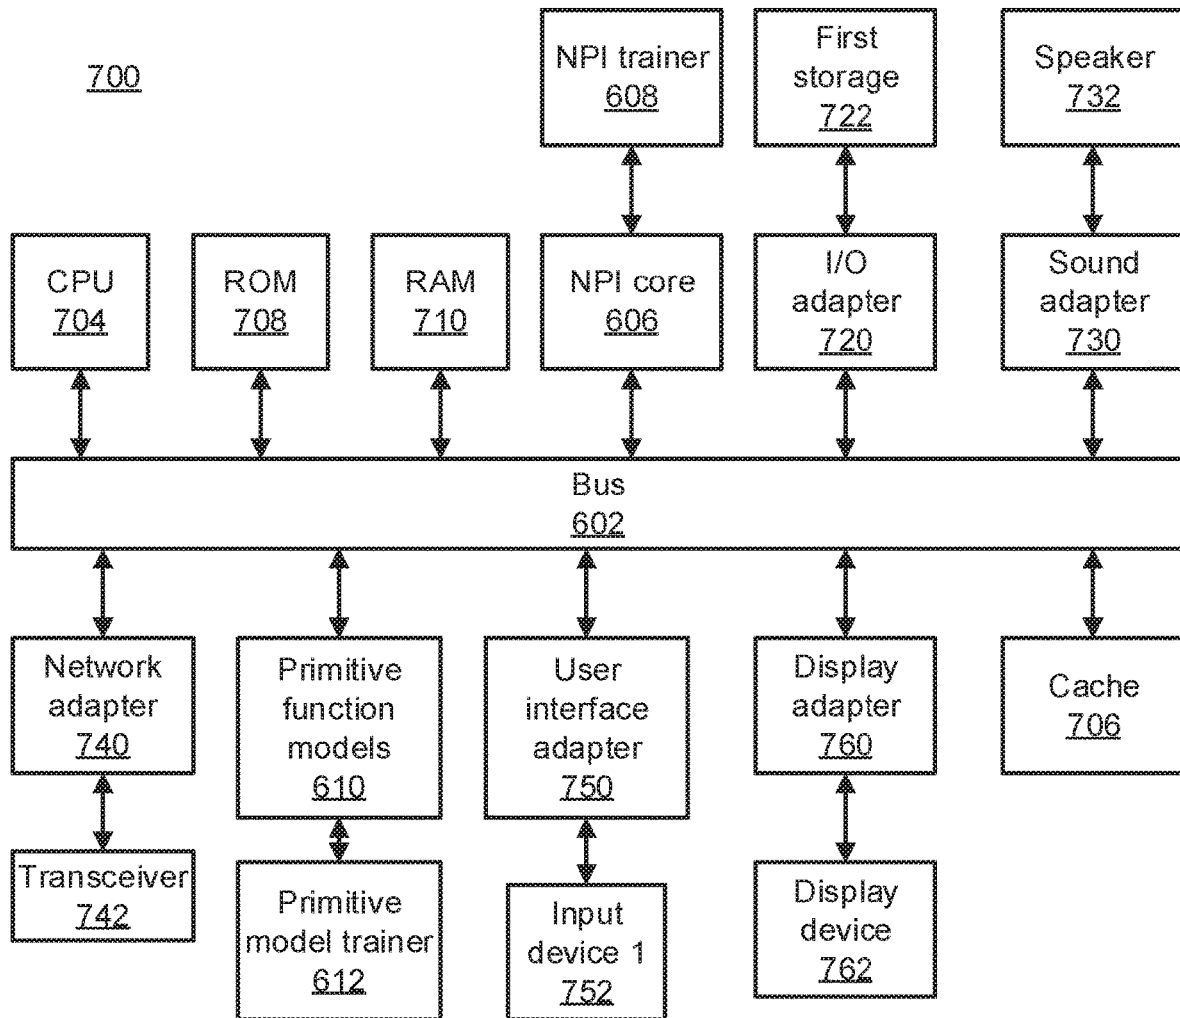 700
NPI trainer
608
First
storage
722
Speaker
732
CPU
704
ROM
708
RAM
710
NPI core
606
I/O
adapter
720
Sound
adapter
730
Bus
602
Network
adapter
740
Primitive
function
models
610
User
interface
adapter
750
Display
adapter
760
Cache
706
Transceiver
742
Primitive
model trainer
612
Input
device 1
752
Display
device
762